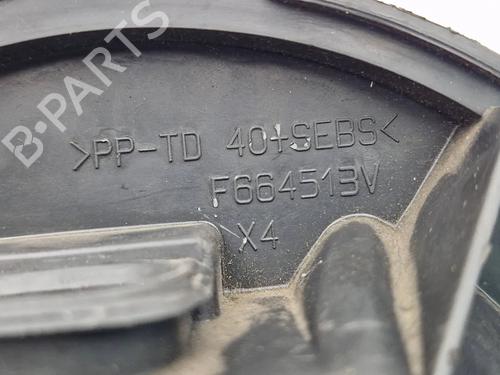 >PP-TD 40+SEBS<
F664513V
X4
B-PARTS